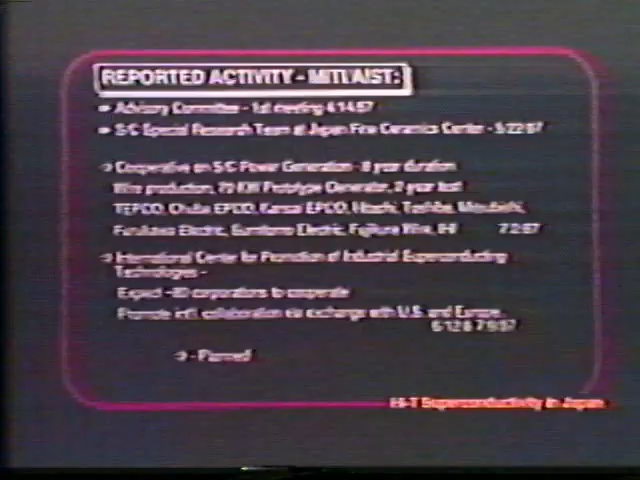 REPORTED ACTIVITY - MITI, AIST:
Advisory Committee - 1st meeting 4 14 87
S/C Special Research Team at Japan Fine Ceramics Center - 5 22 87
Cooperative on S/C Power Generation - 8 year duration
Wire production, 70 KW Prototype Generator, 2 year test
TEPCO, Chubu EPCO, Kansai EPCO, Hitachi, Toshiba, Mitsubishi,
Furukawa Electric, Sumitomo Electric, Fujikura Wire, IHI 7 2 87
International Center for Promotion of Industrial Superconducting
Technologies -
Expect ~80 corporations to cooperate
Promote int'l. collaboration via exchange with U.S. and Europe.
6 12 &
- Planned
Hi-T Superconductivity in Japan